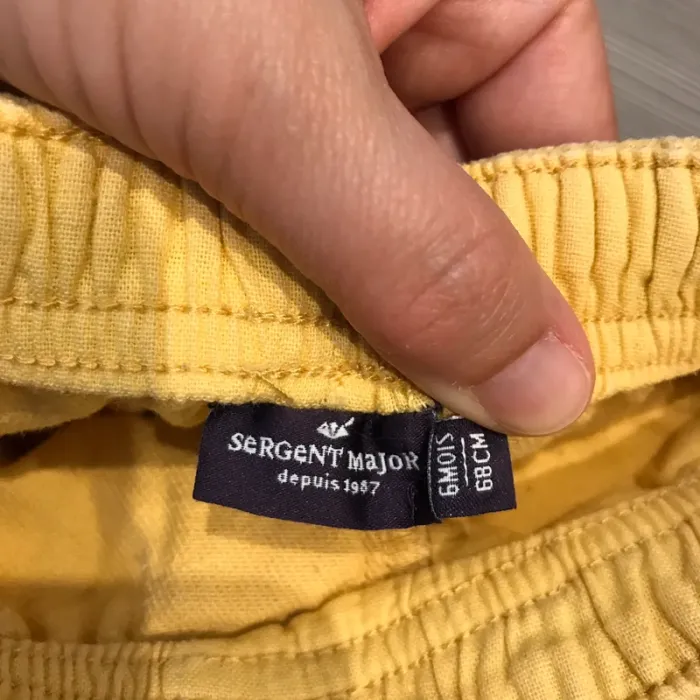 SeRGeNT MaJoR
depuis 1987
6MOIS
68CM